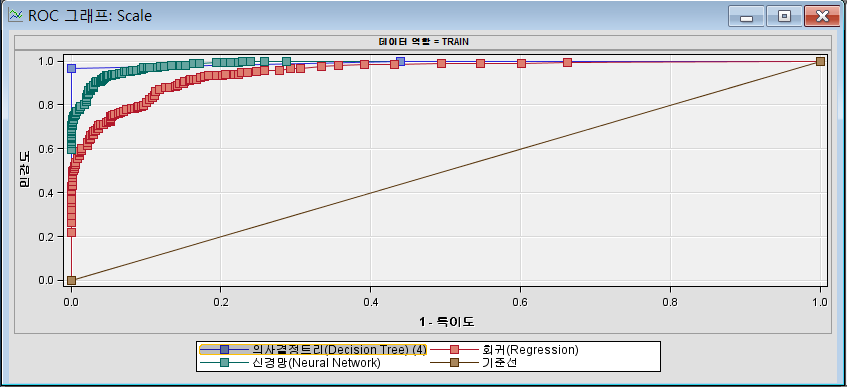 ROC 그래프: Scale
데이터 역할 = TRAIN
1.0
0.8
0.6
0.4
0.2
0.0
민감도
0.0 0.2 0.4 0.6 0.8 1.0
1 - 특이도
의사결정트리(Decision Tree) (4) 회귀(Regression)
신경망(Neural Network) 기준선